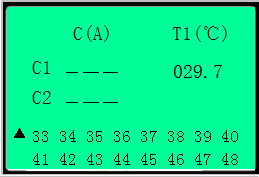 C(A) T1(℃)
C1 _ _ _ 029.7
C2 _ _ _
▲ 33 34 35 36 37 38 39 40
41 42 43 44 45 46 47 48